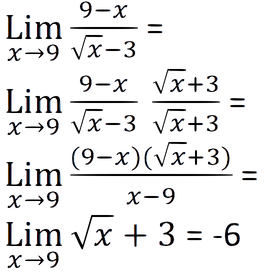 Lim x→9 (9−x)/(√x−3) =
Lim x→9 (9−x)/(√x−3) (√x+3)/(√x+3) =
Lim x→9 ((9−x)(√x+3))/(x−9) =
Lim x→9 √x + 3 = -6